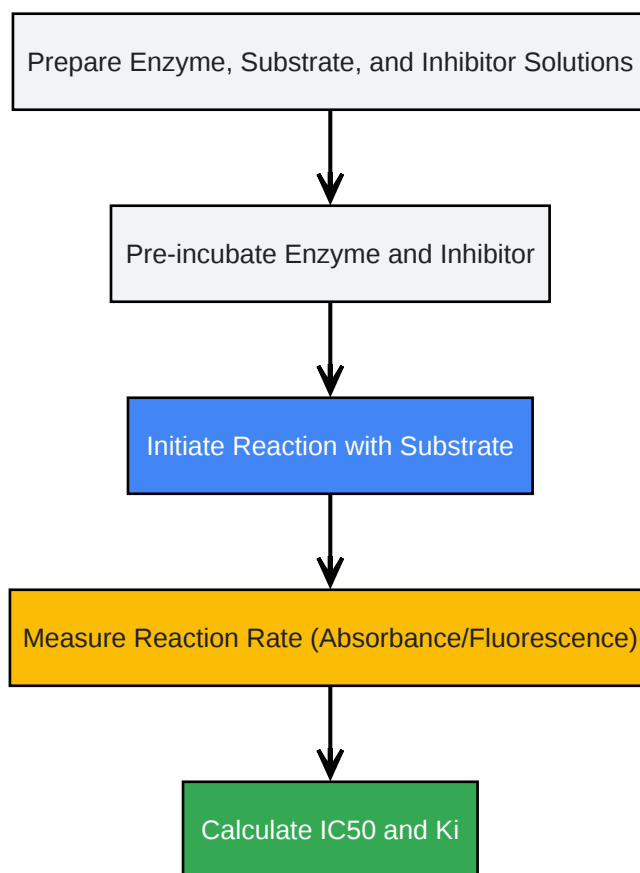 Prepare Enzyme, Substrate, and Inhibitor Solutions
Pre-incubate Enzyme and Inhibitor
Initiate Reaction with Substrate
Measure Reaction Rate (Absorbance/Fluorescence)
Calculate IC50 and Ki